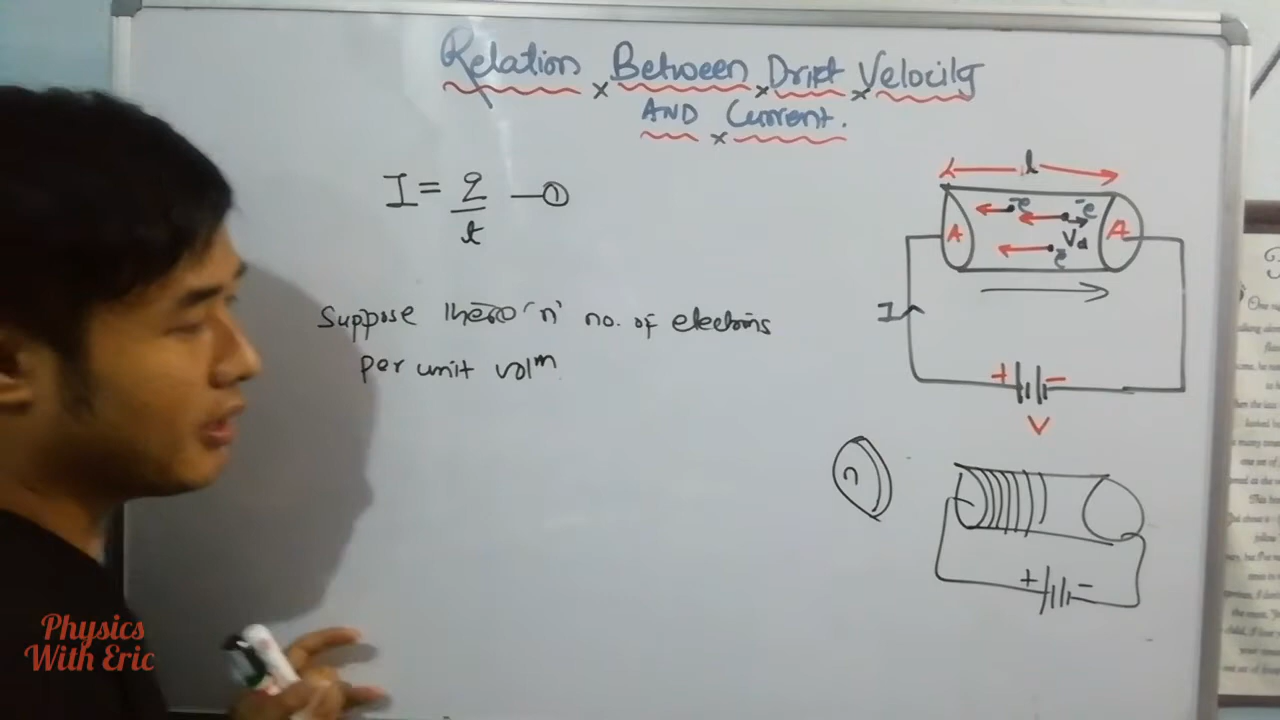 Relation Between Drift Velocity
AND Current.
I = q/t —①
Suppose there 'n' no. of electrons
per unit volᵐ
l
A
-e
-e
Vd
A
e
I
+
-
V
n
+
-
Physics
With Eric